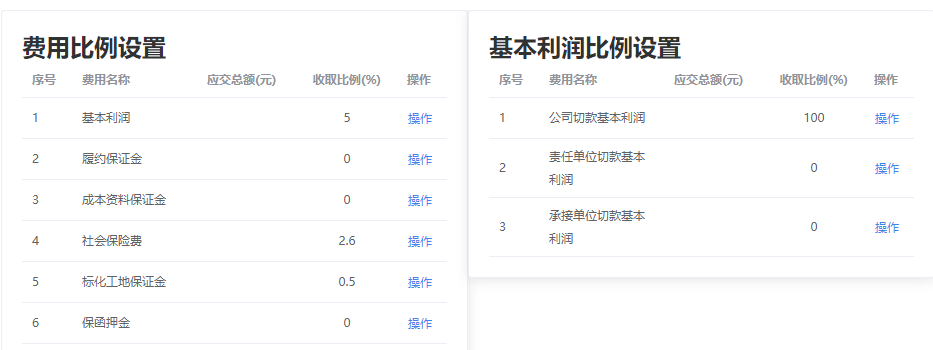 费用比例设置
序号 费用名称 应交总额(元) 收取比例(%) 操作
1 基本利润 5 操作
2 履约保证金 0 操作
3 成本资料保证金 0 操作
4 社会保险费 2.6 操作
5 标化工地保证金 0.5 操作
6 保函押金 0 操作
基本利润比例设置
序号 费用名称 应交总额(元) 收取比例(%) 操作
1 公司切款基本利润 100 操作
2 责任单位切款基本
利润 0 操作
3 承接单位切款基本
利润 0 操作